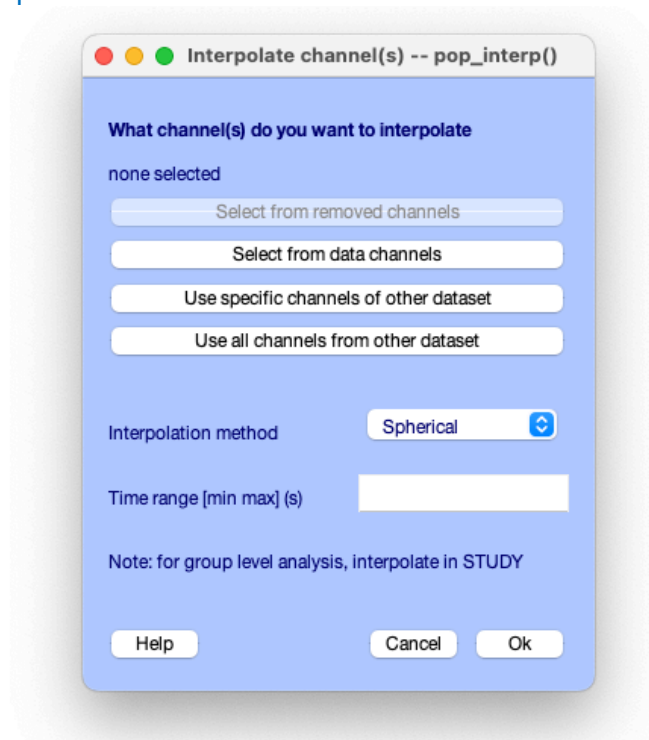 Interpolate channel(s) -- pop_interp()
What channel(s) do you want to interpolate
none selected
Select from removed channels
Select from data channels
Use specific channels of other dataset
Use all channels from other dataset
Interpolation method
Spherical
Time range [min max] (s)
Note: for group level analysis, interpolate in STUDY
Help
Cancel
Ok